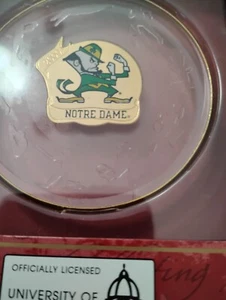 NOTRE DAME
OFFICIALLY LICENSED
UNIVERSITY OF